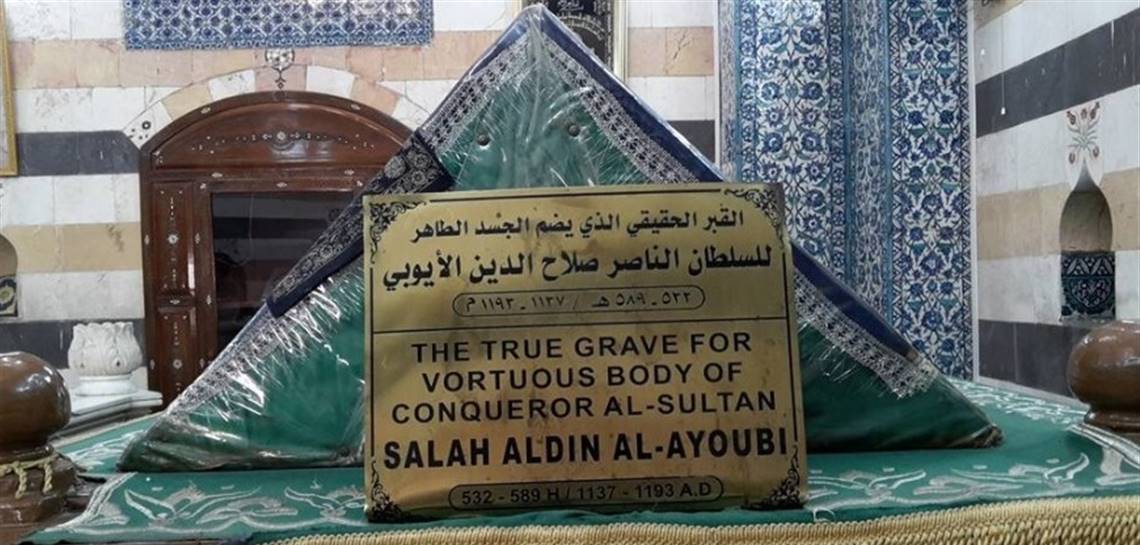 القبر الحقيقي الذي يضم الجسد الطاهر
للسلطان الناصر صلاح الدين الأيوبي
٥٣٢ - ٥٨٩ هـ / ١١٣٧ - ١١٩٣ م
THE TRUE GRAVE FOR
VORTUOUS BODY OF
CONQUEROR AL-SULTAN
SALAH ALDIN AL-AYOUBI
532 - 589 H / 1137 - 1193 A.D